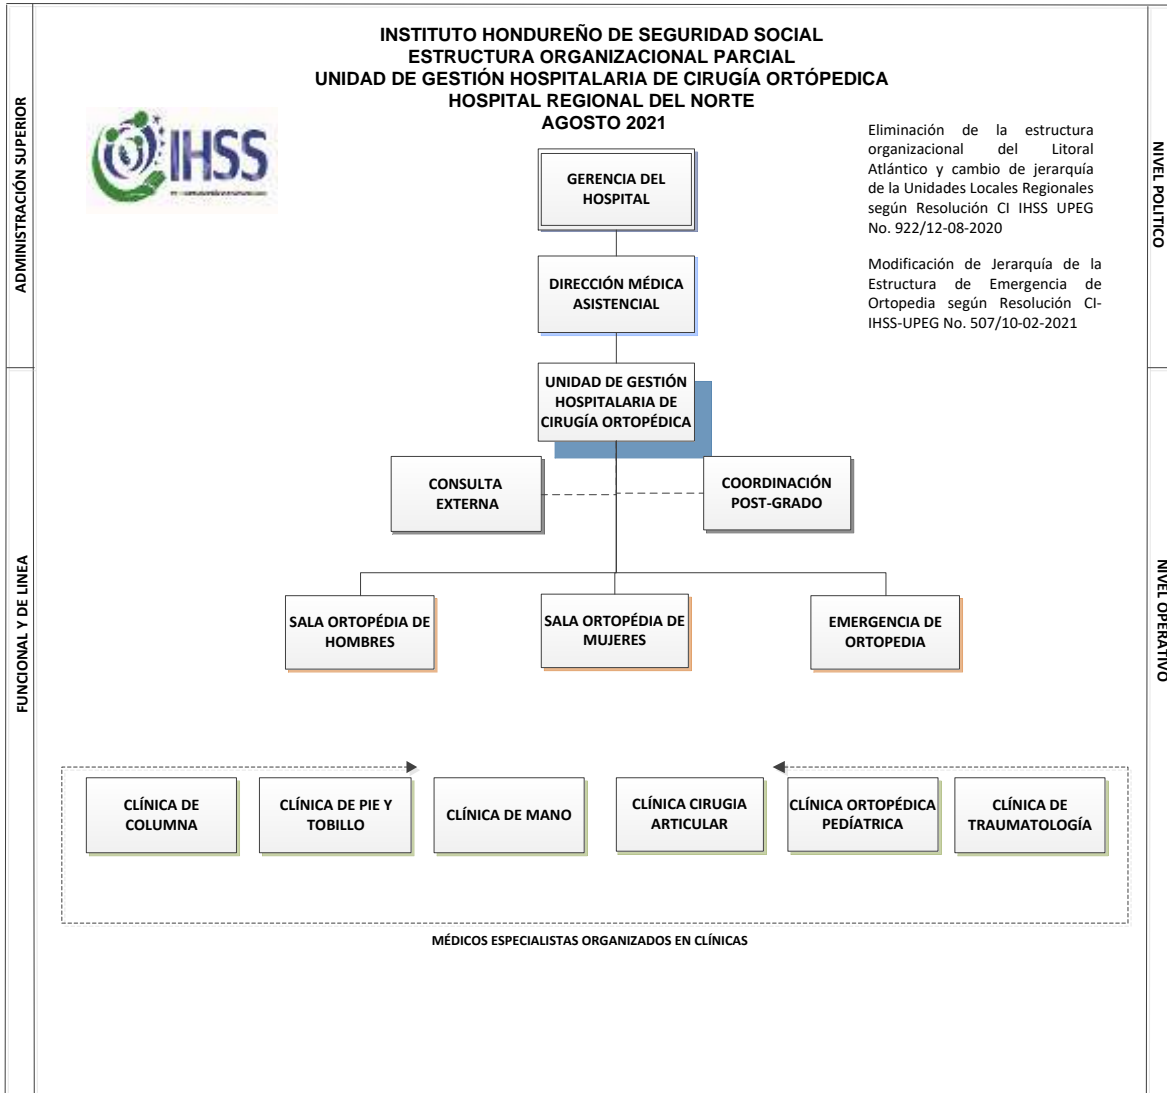 INSTITUTO HONDUREÑO DE SEGURIDAD SOCIAL
ESTRUCTURA ORGANIZACIONAL PARCIAL
UNIDAD DE GESTIÓN HOSPITALARIA DE CIRUGÍA ORTÓPEDICA
HOSPITAL REGIONAL DEL NORTE
AGOSTO 2021
IHSS
ADMINISTRACIÓN SUPERIOR
NIVEL POLITICO
Eliminación de la estructura
organizacional del Litoral
Atlántico y cambio de jerarquía
de la Unidades Locales Regionales
según Resolución CI IHSS UPEG
No. 922/12-08-2020
Modificación de Jerarquía de la
Estructura de Emergencia de
Ortopedia según Resolución CI-
IHSS-UPEG No. 507/10-02-2021
GERENCIA DEL
HOSPITAL
DIRECCIÓN MÉDICA
ASISTENCIAL
UNIDAD DE GESTIÓN
HOSPITALARIA DE
CIRUGÍA ORTOPÉDICA
CONSULTA
EXTERNA
COORDINACIÓN
POST-GRADO
FUNCIONAL Y DE LINEA
NIVEL OPERATIVO
SALA ORTOPÉDIA DE
HOMBRES
SALA ORTOPÉDIA DE
MUJERES
EMERGENCIA DE
ORTOPEDIA
CLÍNICA DE
COLUMNA
CLÍNICA DE PIE Y
TOBILLO
CLÍNICA DE MANO
CLÍNICA CIRUGIA
ARTICULAR
CLÍNICA ORTOPÉDICA
PEDÍATRICA
CLÍNICA DE
TRAUMATOLOGÍA
MÉDICOS ESPECIALISTAS ORGANIZADOS EN CLÍNICAS